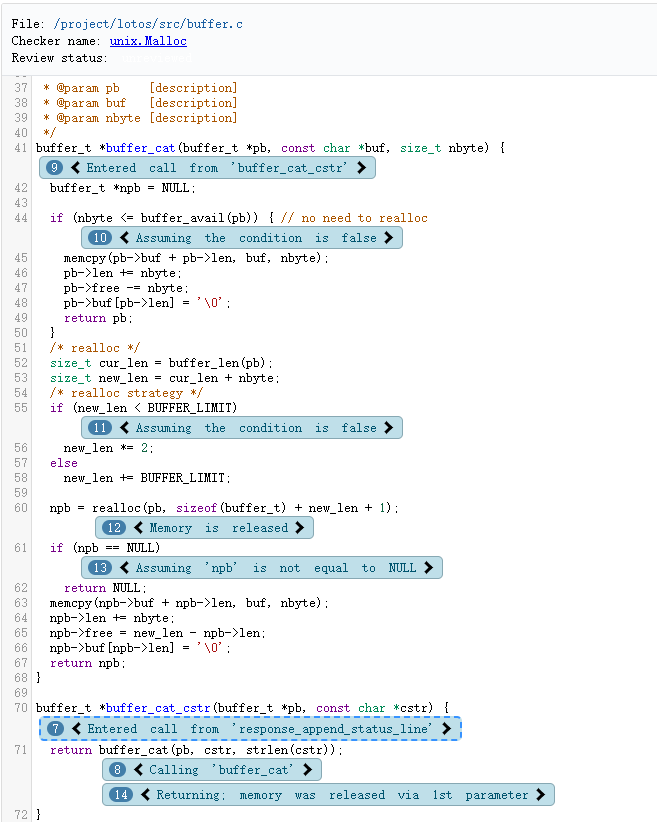 File: /project/lotos/src/buffer.c
Checker name: unix.Malloc
Review status:
37 * @param pb    [description]
38 * @param buf   [description]
39 * @param nbyte [description]
40 */
41 buffer_t *buffer_cat(buffer_t *pb, const char *buf, size_t nbyte) {
9 Entered call from 'buffer_cat_cstr'
42   buffer_t *npb = NULL;
43
44   if (nbyte <= buffer_avail(pb)) { // no need to realloc
10 Assuming the condition is false
45     memcpy(pb->buf + pb->len, buf, nbyte);
46     pb->len += nbyte;
47     pb->free -= nbyte;
48     pb->buf[pb->len] = '\0';
49     return pb;
50   }
51   /* realloc */
52   size_t cur_len = buffer_len(pb);
53   size_t new_len = cur_len + nbyte;
54   /* realloc strategy */
55   if (new_len < BUFFER_LIMIT)
11 Assuming the condition is false
56     new_len *= 2;
57   else
58     new_len += BUFFER_LIMIT;
59
60   npb = realloc(pb, sizeof(buffer_t) + new_len + 1);
12 Memory is released
61   if (npb == NULL)
13 Assuming 'npb' is not equal to NULL
62     return NULL;
63   memcpy(npb->buf + npb->len, buf, nbyte);
64   npb->len += nbyte;
65   npb->free = new_len - npb->len;
66   npb->buf[npb->len] = '\0';
67   return npb;
68 }
69
70 buffer_t *buffer_cat_cstr(buffer_t *pb, const char *cstr) {
7 Entered call from 'response_append_status_line'
71   return buffer_cat(pb, cstr, strlen(cstr));
8 Calling 'buffer_cat'
14 Returning; memory was released via 1st parameter
72 }